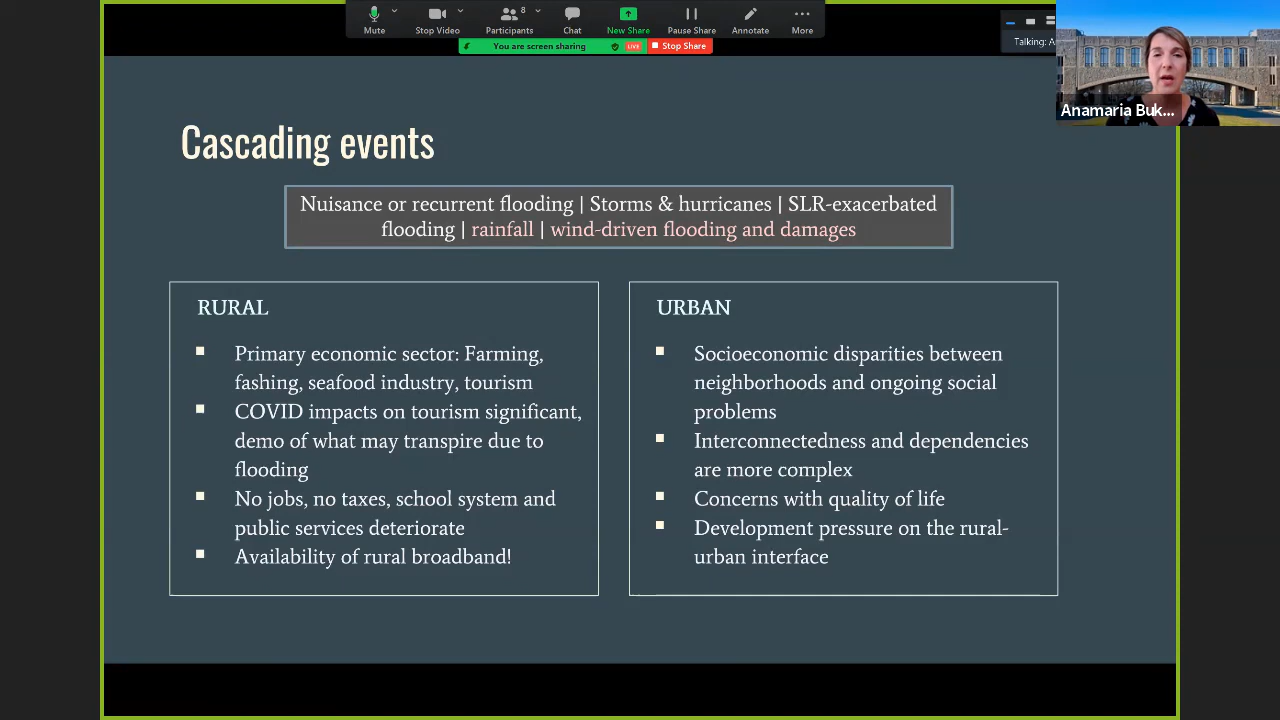 8
Mute
Stop Video
Participants
Chat
New Share
Pause Share
Annotate
More
You are screen sharing
LIVE
Stop Share
Talking: A
Anamaria Buk...
Cascading events
Nuisance or recurrent flooding | Storms & hurricanes | SLR-exacerbated
flooding | rainfall | wind-driven flooding and damages
RURAL
Primary economic sector: Farming,
fashing, seafood industry, tourism
COVID impacts on tourism significant,
demo of what may transpire due to
flooding
No jobs, no taxes, school system and
public services deteriorate
Availability of rural broadband!
URBAN
Socioeconomic disparities between
neighborhoods and ongoing social
problems
Interconnectedness and dependencies
are more complex
Concerns with quality of life
Development pressure on the rural-
urban interface